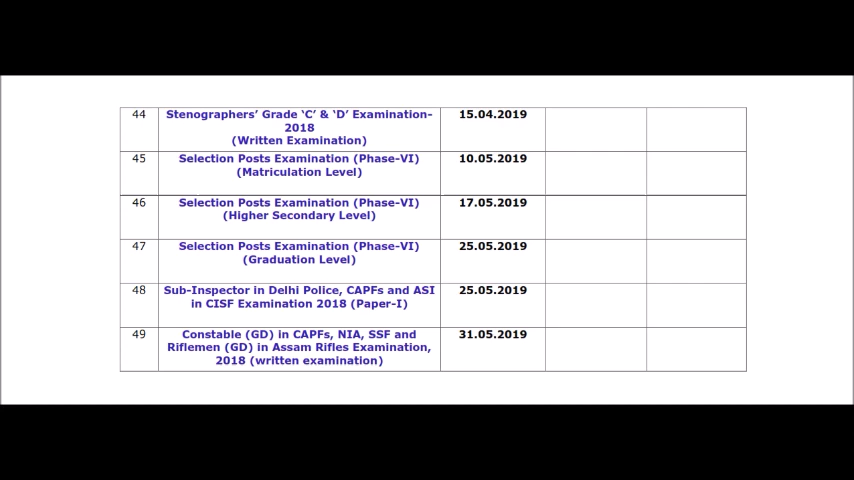 44 Stenographers’ Grade ‘C’ & ‘D’ Examination- 15.04.2019
2018
(Written Examination)
45 Selection Posts Examination (Phase-VI) 10.05.2019
(Matriculation Level)
46 Selection Posts Examination (Phase-VI) 17.05.2019
(Higher Secondary Level)
47 Selection Posts Examination (Phase-VI) 25.05.2019
(Graduation Level)
48 Sub-Inspector in Delhi Police, CAPFs and ASI 25.05.2019
in CISF Examination 2018 (Paper-I)
49 Constable (GD) in CAPFs, NIA, SSF and 31.05.2019
Riflemen (GD) in Assam Rifles Examination,
2018 (written examination)